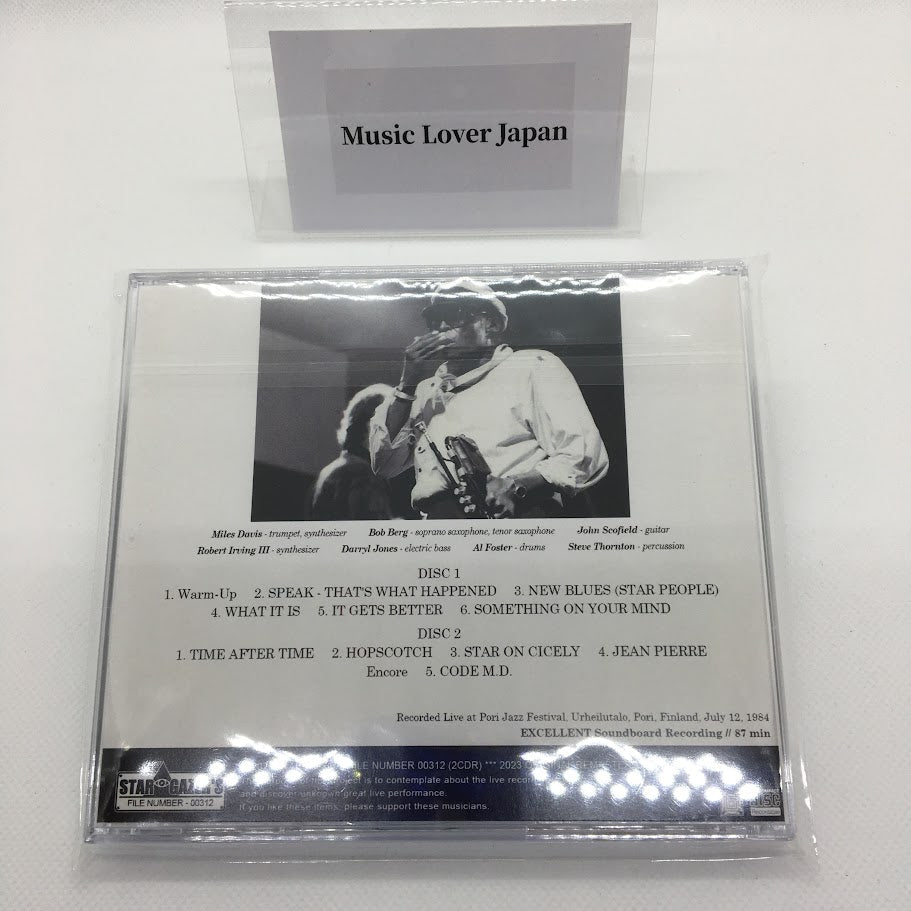 Music Lover Japan
Miles Davis - trumpet, synthesizer Bob Berg - soprano saxophone, tenor saxophone John Scofield - guitar
Robert Irving III - synthesizer Darryl Jones - electric bass Al Foster - drums Steve Thornton - percussion
DISC 1
1. Warm-Up 2. SPEAK - THAT'S WHAT HAPPENED 3. NEW BLUES (STAR PEOPLE)
4. WHAT IT IS 5. IT GETS BETTER 6. SOMETHING ON YOUR MIND
DISC 2
1. TIME AFTER TIME 2. HOPSCOTCH 3. STAR ON CICELY 4. JEAN PIERRE
Encore 5. CODE M.D.
Recorded Live at Pori Jazz Festival, Urheilutalo, Pori, Finland, July 12, 1984
EXCELLENT Soundboard Recording // 87 min
FILE NUMBER 00312 (2CDR) *** 2023
is to contemplate about the live
and discover unknown great live performance.
If you like these items, please support these musicians.
STAR GAZER'S
FILE NUMBER - 00312